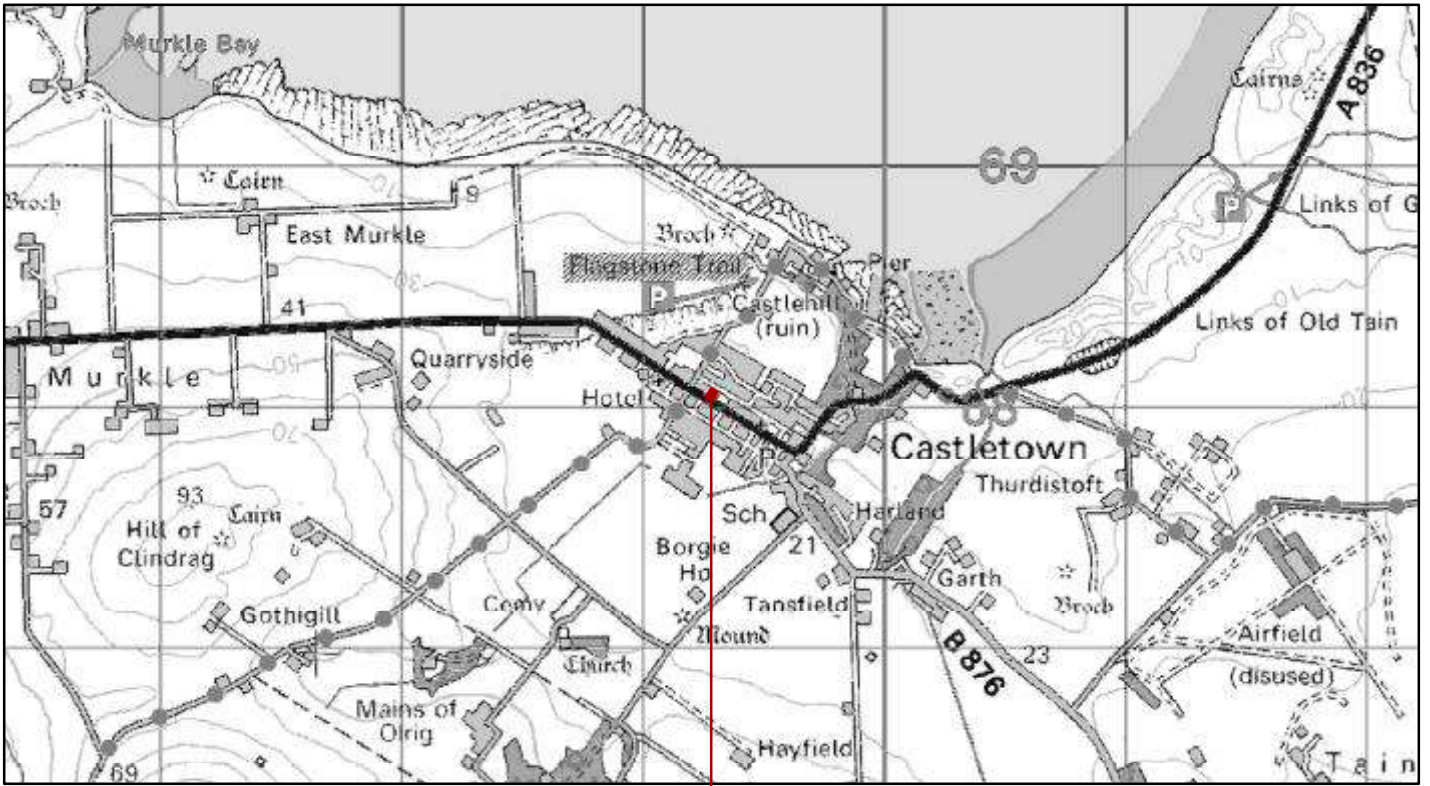 Murkle Bay
Cairns
A 836
69
Cairn
Broch
P
Links of G
East Murkle
8
Broch
Flagstone Trail
Pier
P
Castlehill
(ruin)
41
Links of Old Tain
Quarryside
Murkle
Hotel
68
Castletown
P
Thurdistoft
93
57
Cairn
Hill of
Clindrag
Sch
Harland
21
Borgie
Ho
Garth
Cemy
Tansfield
Broch
Gothigill
Mound
Airfield
(disused)
Church
B 876
23
Mains of
Olrig
Hayfield
69
Tain